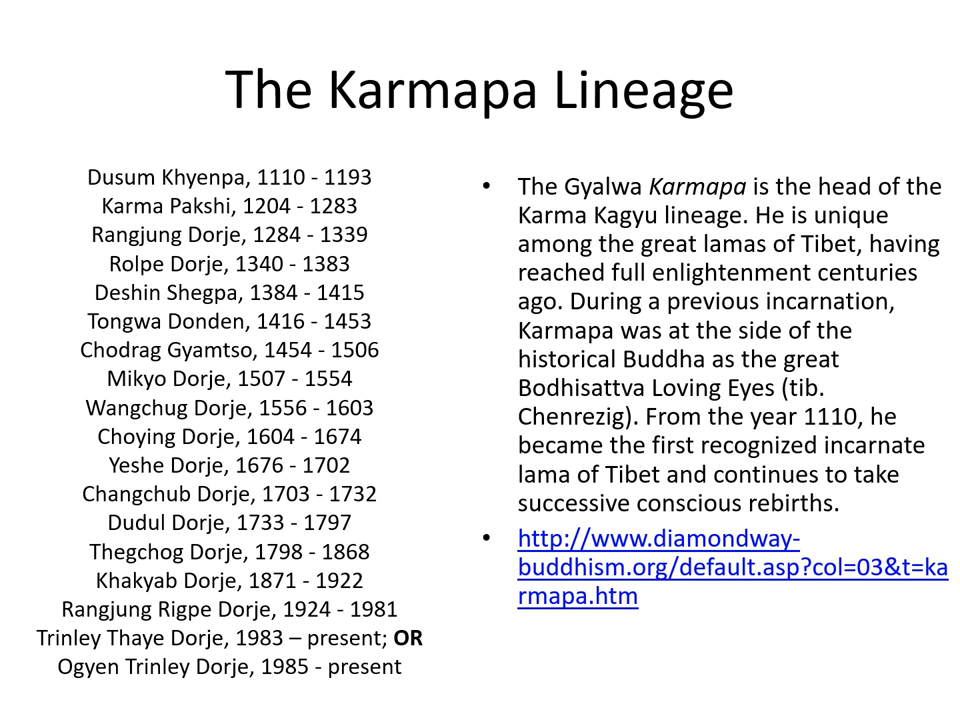 The Karmapa Lineage
Dusum Khyenpa, 1110 - 1193
Karma Pakshi, 1204 - 1283
Rangjung Dorje, 1284 - 1339
Rolpe Dorje, 1340 - 1383
Deshin Shegpa, 1384 - 1415
Tongwa Donden, 1416 - 1453
Chodrag Gyamtso, 1454 - 1506
Mikyo Dorje, 1507 - 1554
Wangchug Dorje, 1556 - 1603
Choying Dorje, 1604 - 1674
Yeshe Dorje, 1676 - 1702
Changchub Dorje, 1703 - 1732
Dudul Dorje, 1733 - 1797
Thegchog Dorje, 1798 - 1868
Khakyab Dorje, 1871 - 1922
Rangjung Rigpe Dorje, 1924 - 1981
Trinley Thaye Dorje, 1983 – present; OR
Ogyen Trinley Dorje, 1985 - present
• The Gyalwa Karmapa is the head of the
Karma Kagyu lineage. He is unique
among the great lamas of Tibet, having
reached full enlightenment centuries
ago. During a previous incarnation,
Karmapa was at the side of the
historical Buddha as the great
Bodhisattva Loving Eyes (tib.
Chenrezig). From the year 1110, he
became the first recognized incarnate
lama of Tibet and continues to take
successive conscious rebirths.
• http://www.diamondway-
buddhism.org/default.asp?col=03&t=ka
rmapa.htm